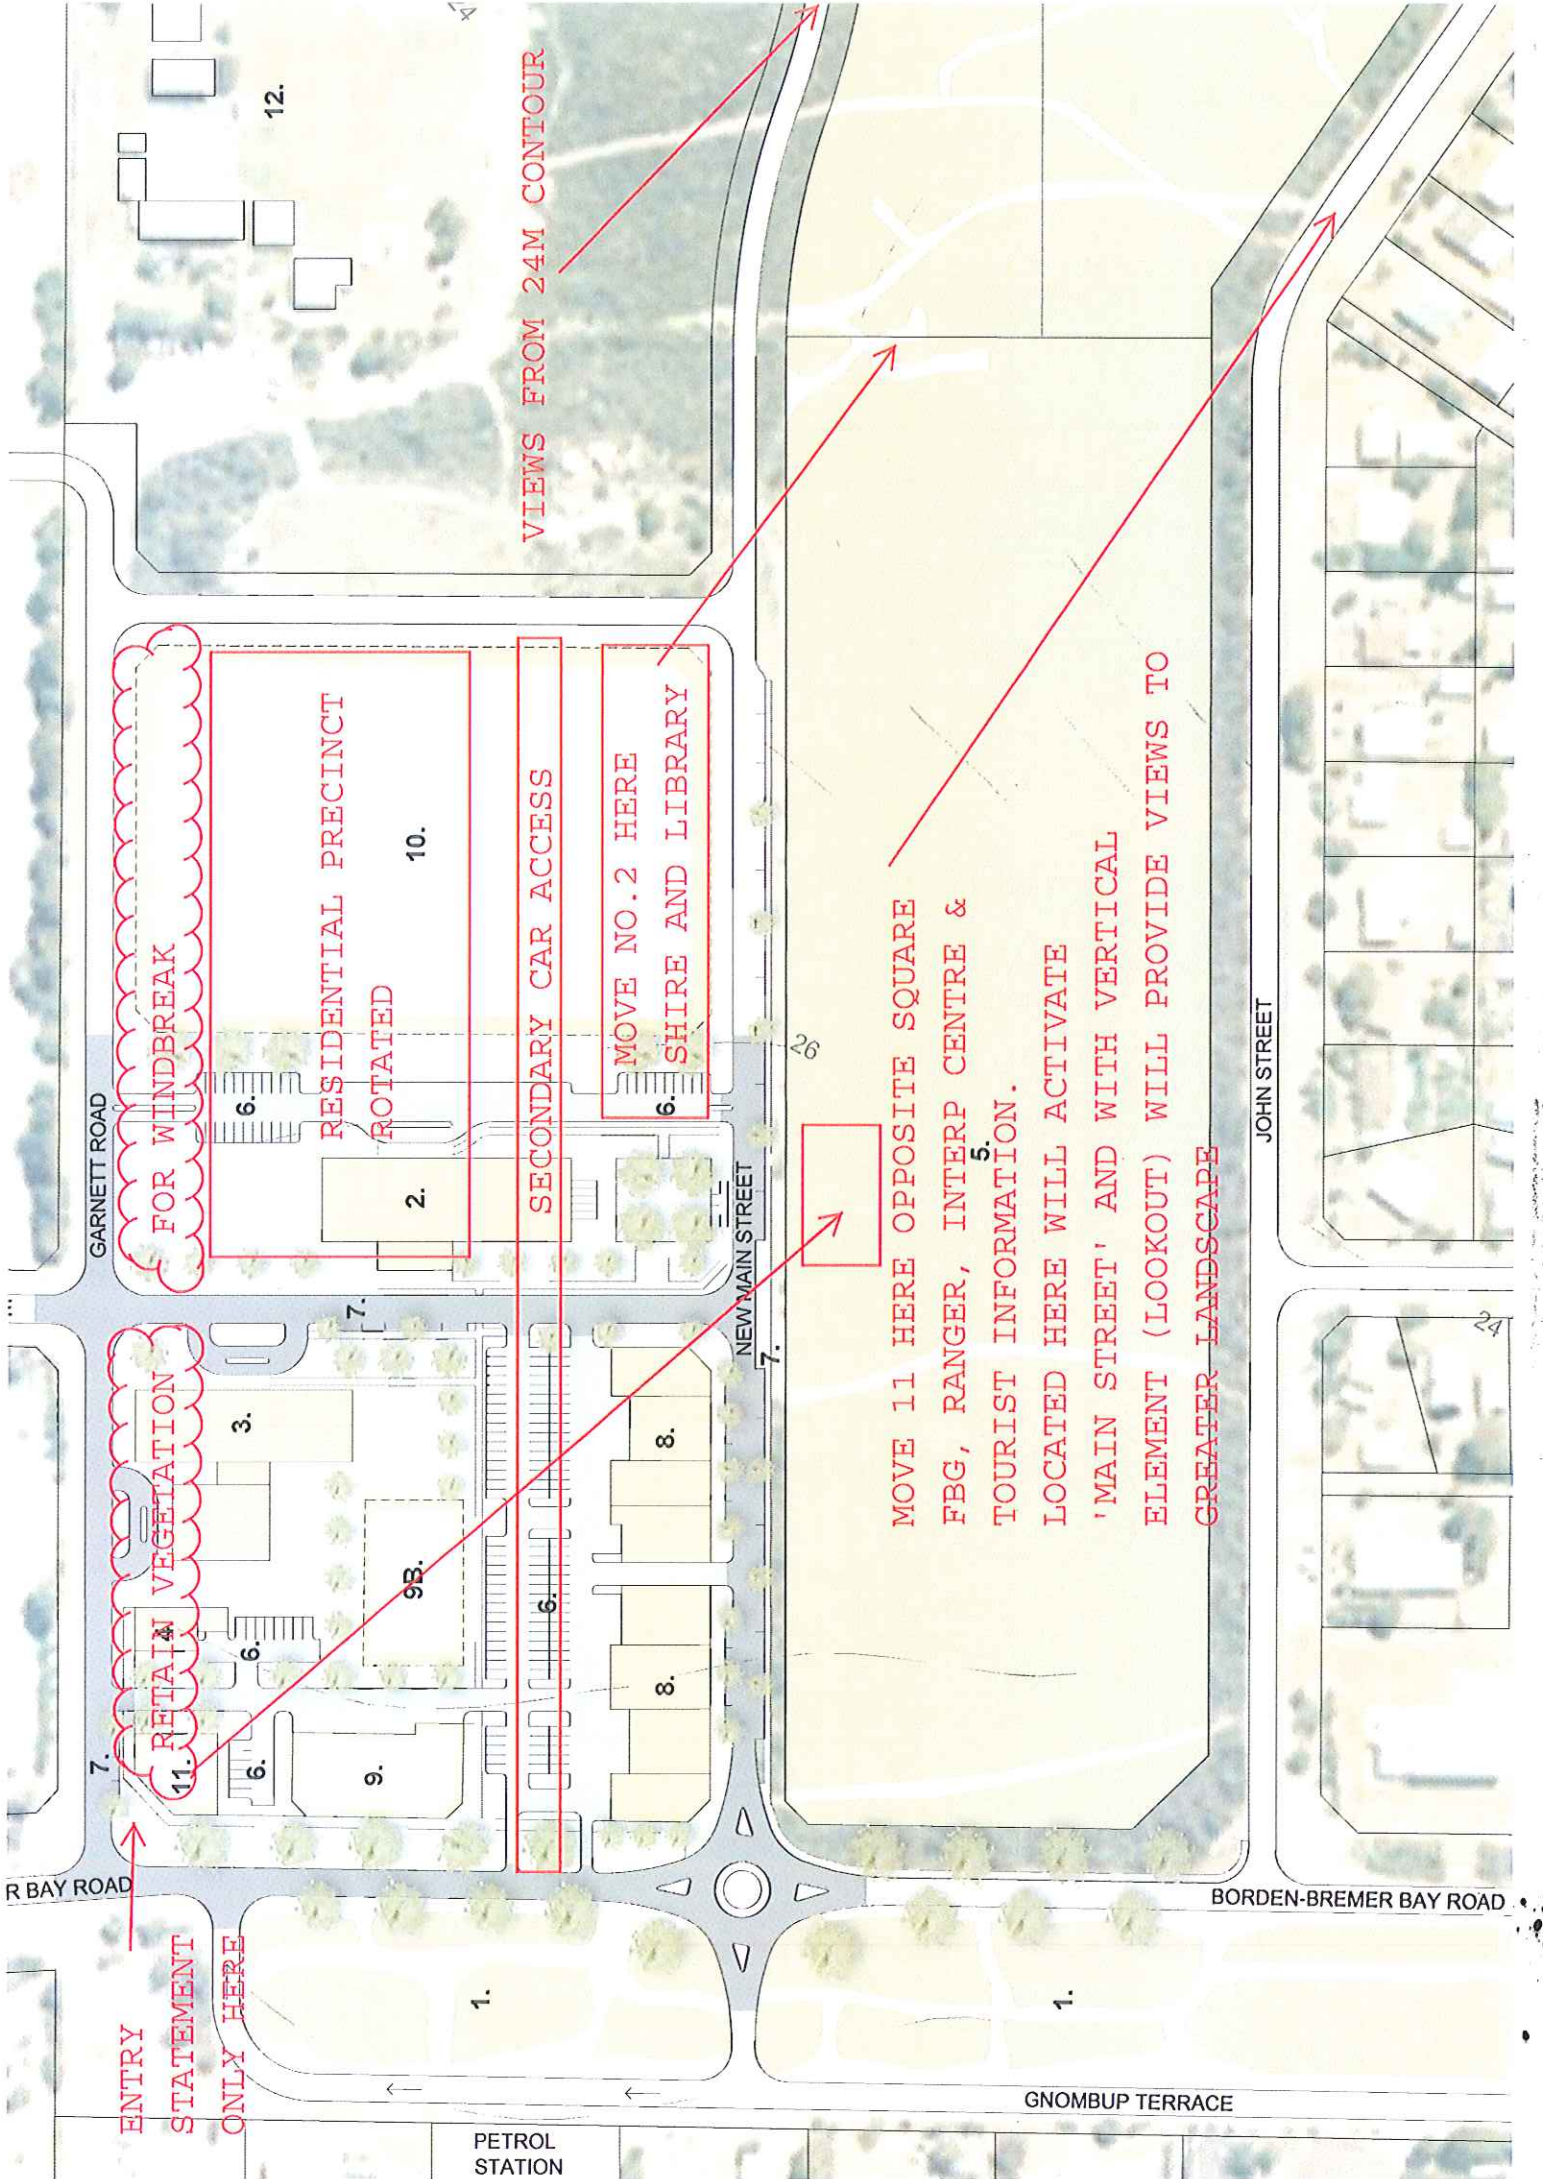 24
12.
VIEWS FROM 24M CONTOUR
GARNETT ROAD
FOR WINDBREAK
RESIDENTIAL PRECINCT
ROTATED
10.
6.
2.
SECONDARY CAR ACCESS
MOVE NO.2 HERE
SHIRE AND LIBRARY
6.
26
NEW MAIN STREET
7.
7.
RETAIN VEGETATION
3.
4.
6.
9B.
6.
8.
8.
7.
11.
6.
9.
MOVE 11 HERE OPPOSITE SQUARE
FBG, RANGER, INTERP CENTRE &
5.
TOURIST INFORMATION.
LOCATED HERE WILL ACTIVATE
'MAIN STREET' AND WITH VERTICAL
ELEMENT (LOOKOUT) WILL PROVIDE VIEWS TO
GREATER LANDSCAPE
JOHN STREET
24
R BAY ROAD
BORDEN-BREMER BAY ROAD
ENTRY
STATEMENT
ONLY HERE
1.
1.
GNOMBUP TERRACE
PETROL
STATION